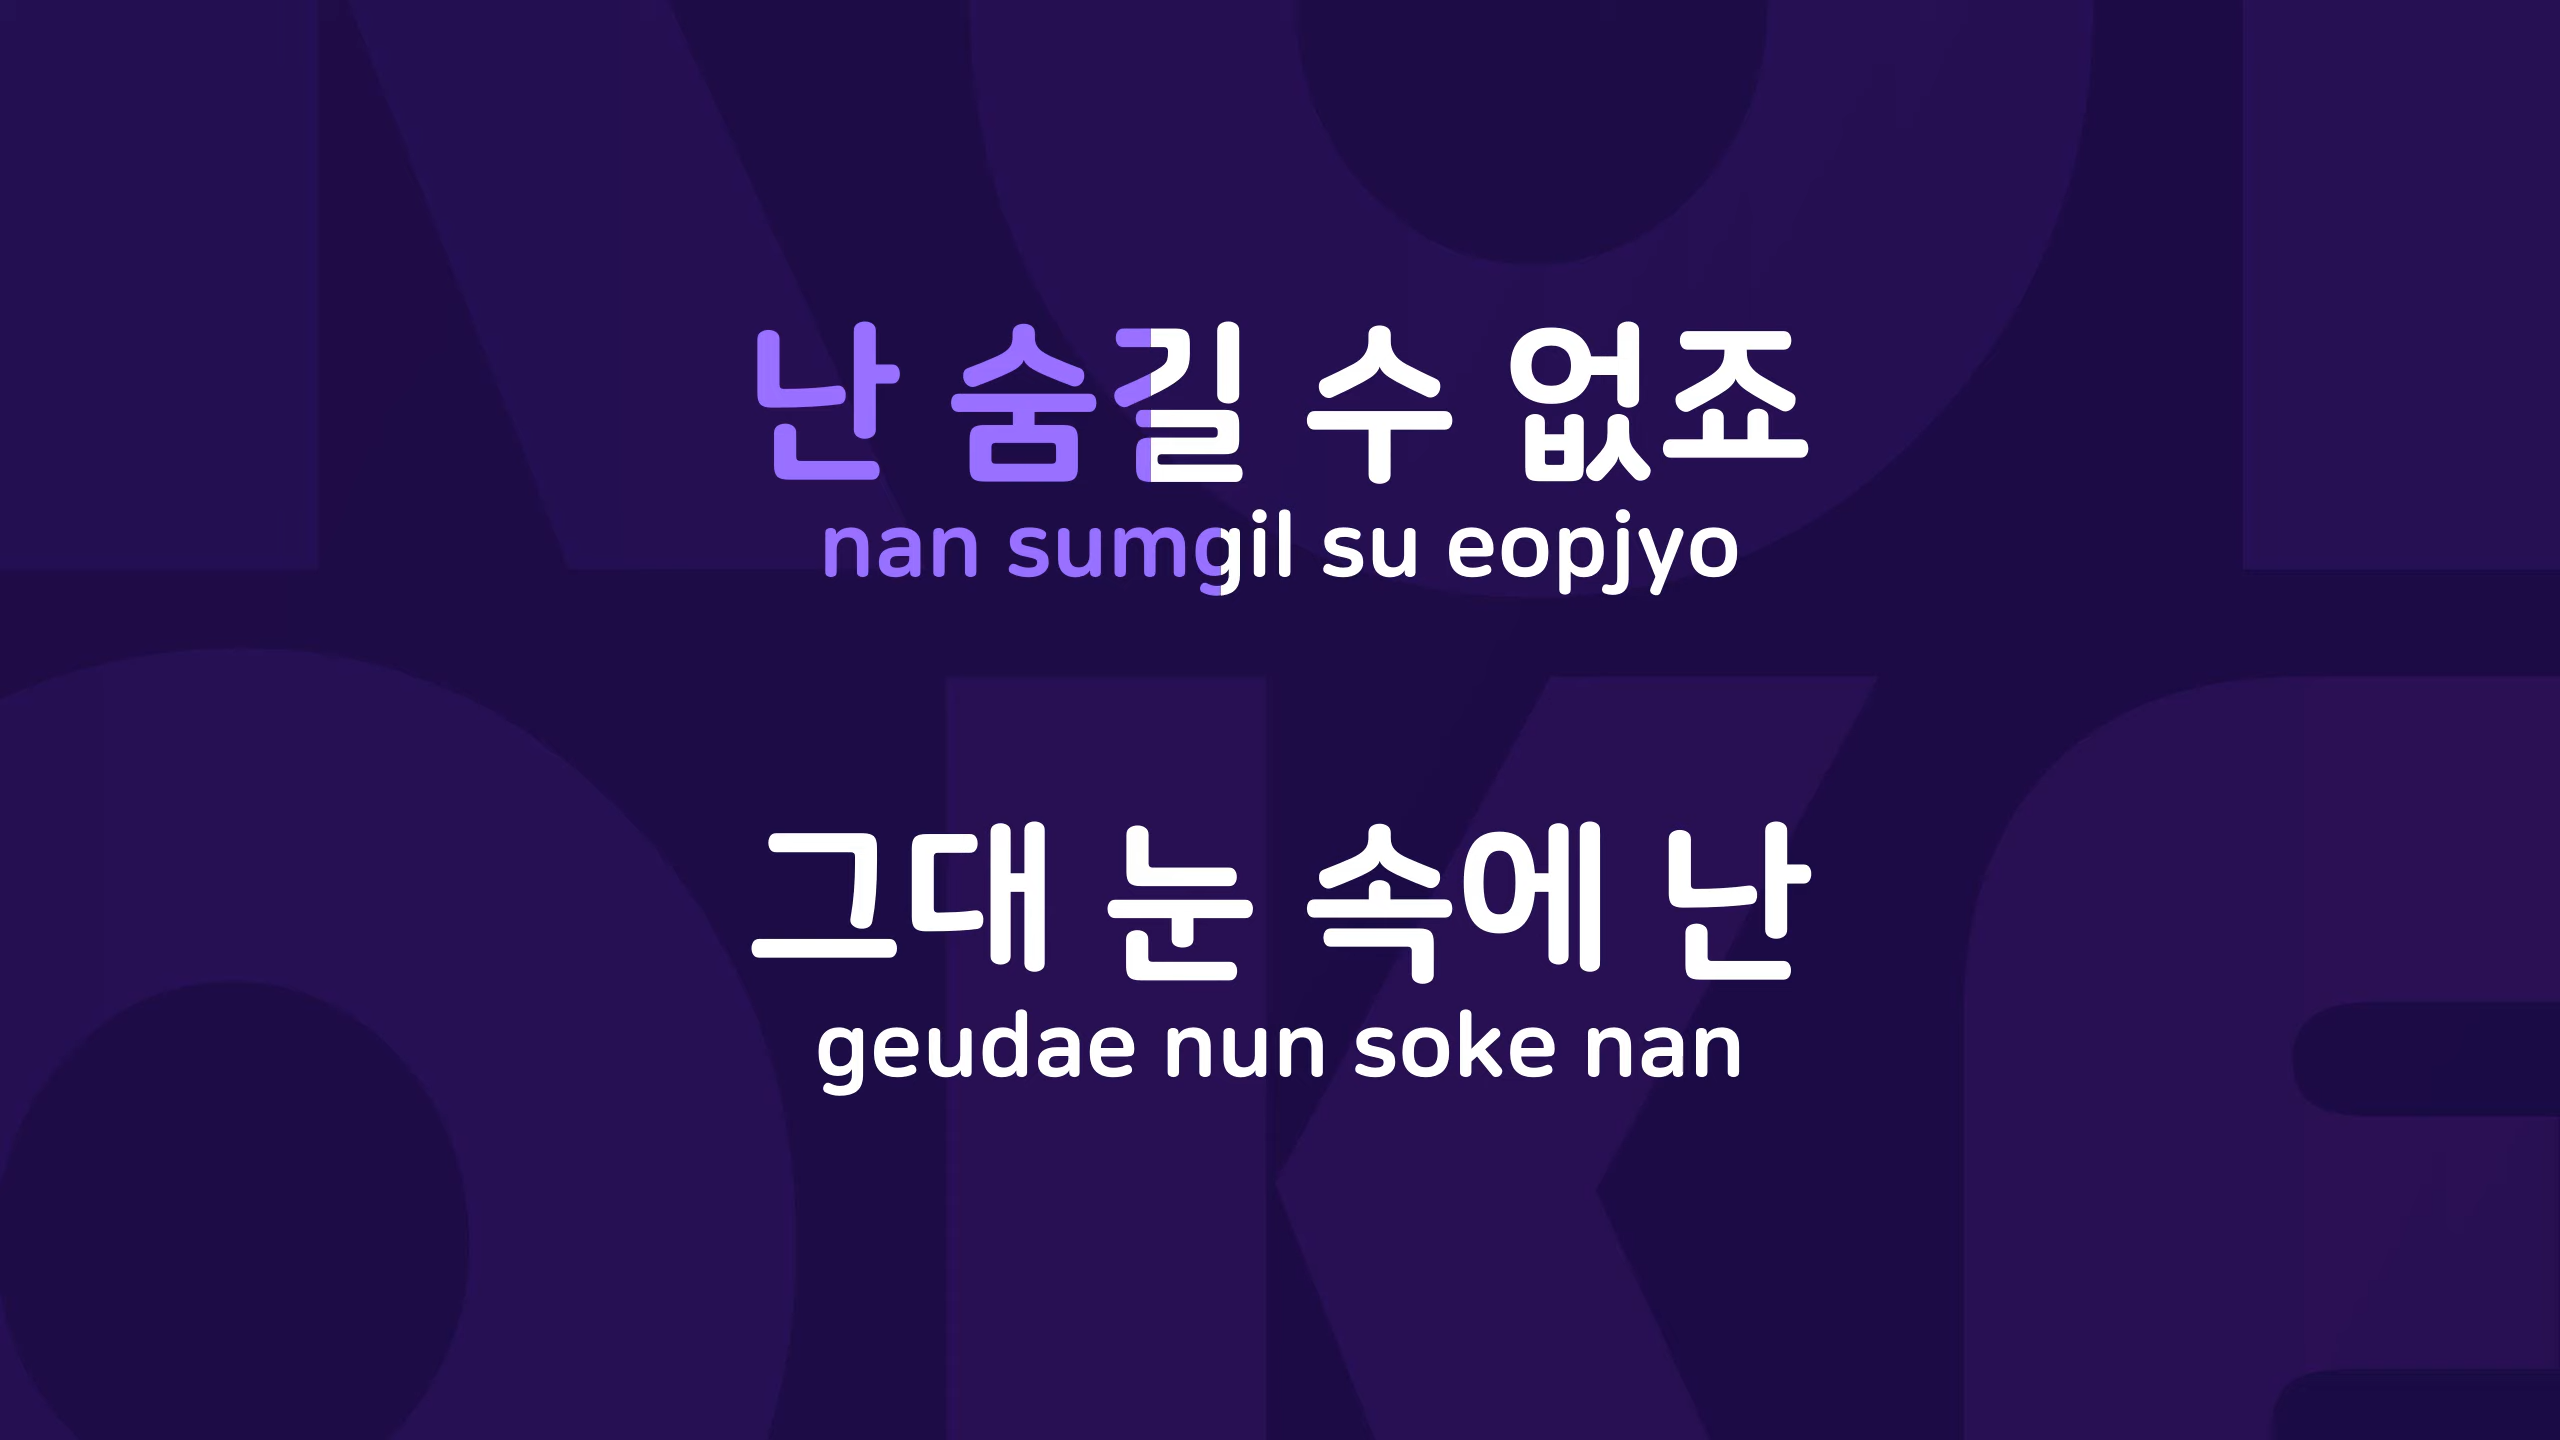 난 숨길 수 없죠
nan sumgil su eopjyo
그대 눈 속에 난
geudae nun soke nan